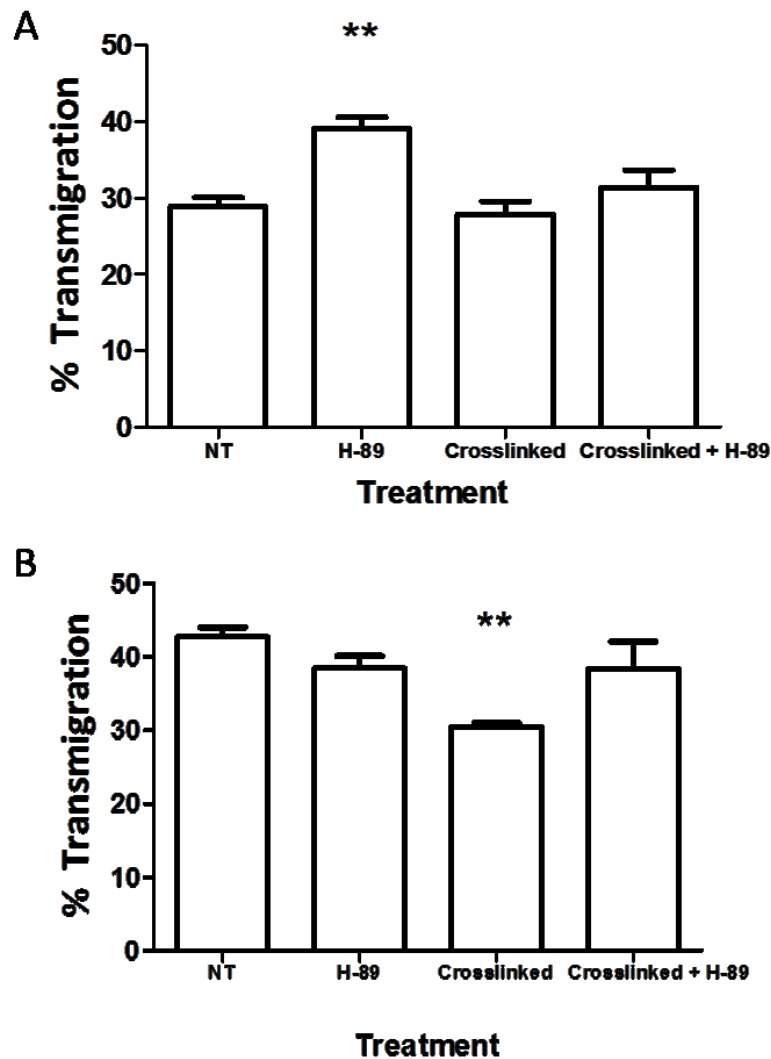 A
**
50
40
30
20
10
0
% Transmigration
NT H-89 Crosslinked Crosslinked + H-89
Treatment
B
**
50
40
30
20
10
0
% Transmigration
NT H-89 Crosslinked Crosslinked + H-89
Treatment